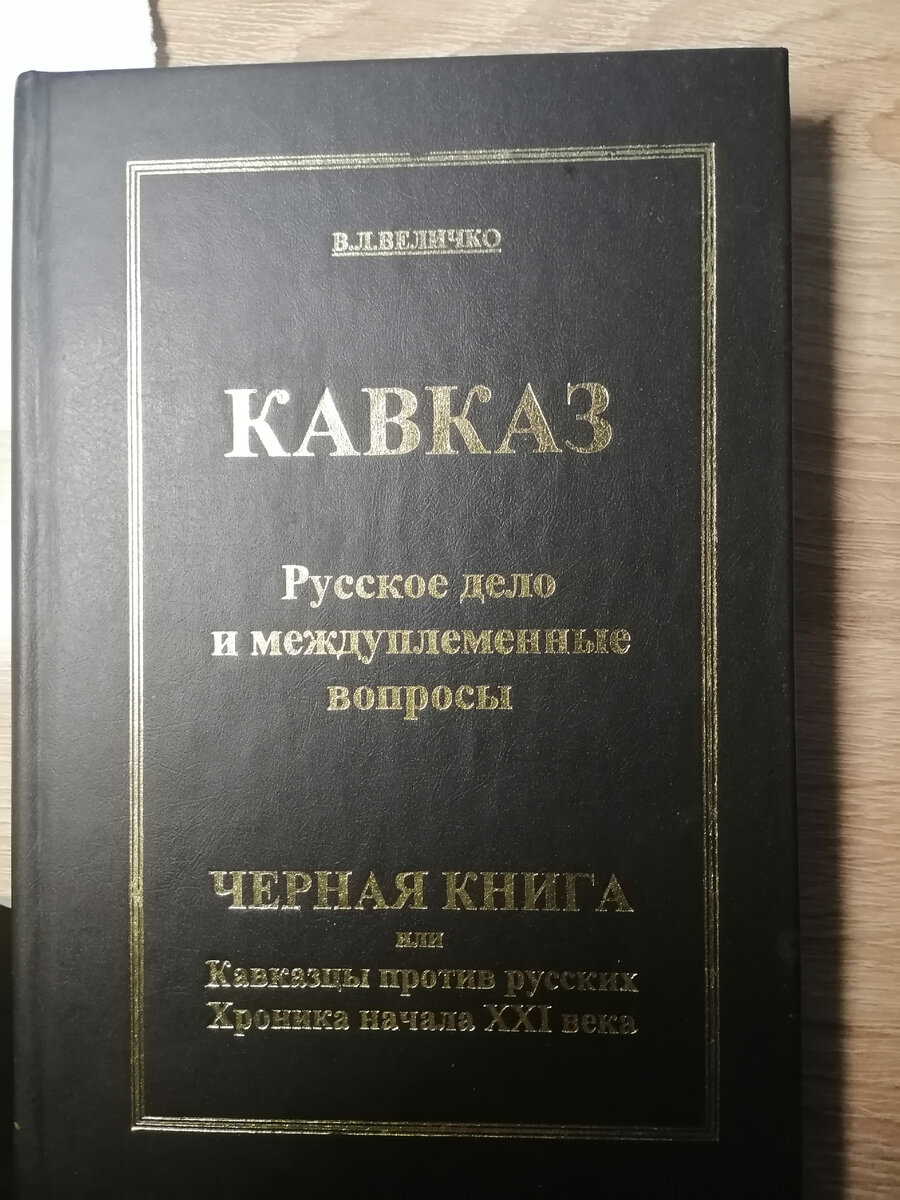 В.Л.ВЕЛИЧКО
КАВКАЗ
Русское дело
и междуплеменные
вопросы
ЧЕРНАЯ КНИГА
или
Кавказцы против русских
Хроника начала XXI века